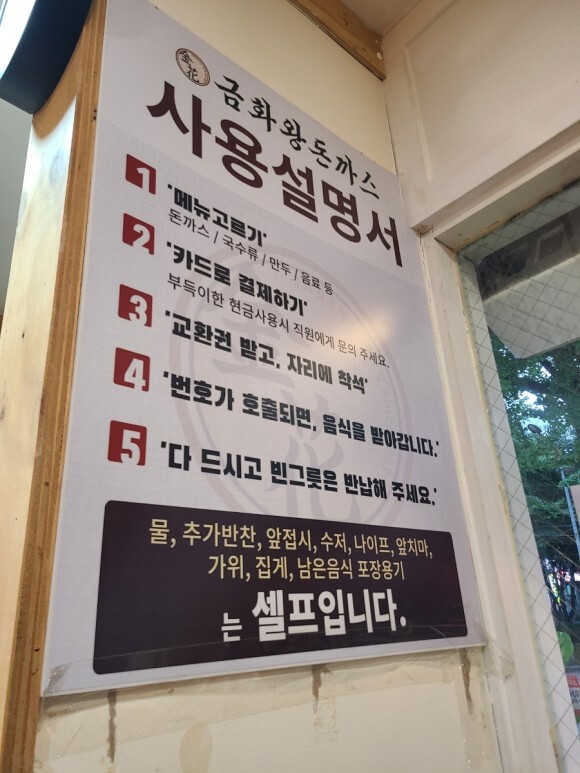 金花
금화왕돈까스
사용설명서
1 '메뉴고르기'
돈까스 / 국수류 / 만두 / 음료 등
2 '카드로 결제하기'
부득이한 현금사용시 직원에게 문의 주세요.
3 '교환권 받고, 자리에 착석'
4 '번호가 호출되면, 음식을 받아갑니다.'
5 '다 드시고 빈그릇은 반납해 주세요.'
물, 추가반찬, 앞접시, 수저, 나이프, 앞치마,
가위, 집게, 남은음식 포장용기
는 셀프입니다.